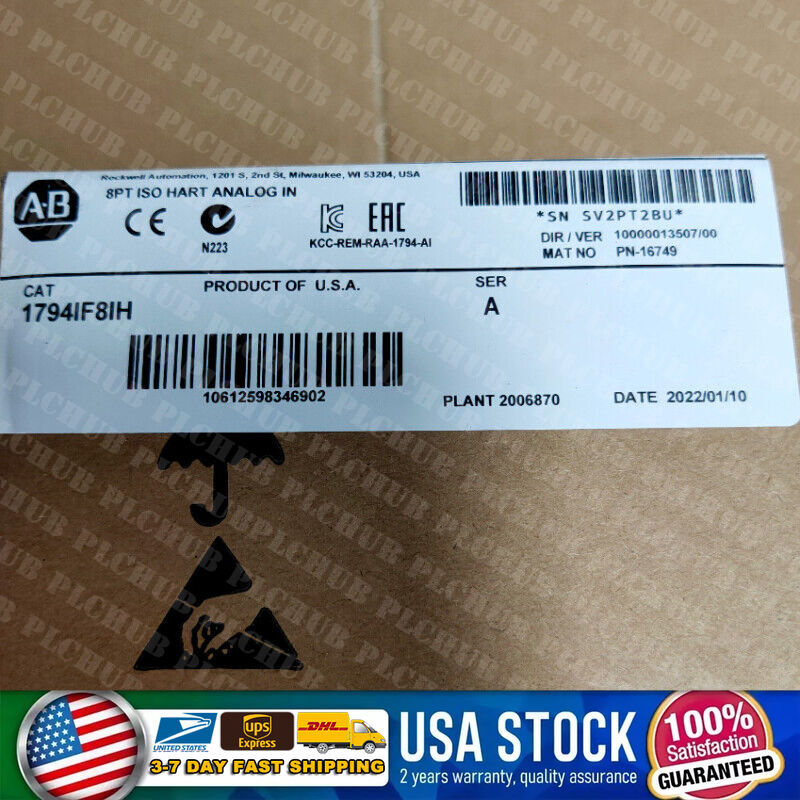 Rockwell Automation, 1201 S, 2nd St, Milwaukee, WI 53204, USA
A-B
8PT ISO HART ANALOG IN
CE
N223
EAC
KCC-REM-RAA-1794-AI
*SN SV2PT2BU*
DIR / VER 10000013507/00
MAT NO PN-16749
CAT
1794IF8IH
PRODUCT OF U.S.A.
SER
A
10612598346902
PLANT 2006870
DATE 2022/01/10
PLCHUB
UNITED STATES
ups
Express
DHL
3-7 DAY FAST SHIPPING
USA STOCK
2 years warranty, quality assurance
100%
Satisfaction
GUARANTEED